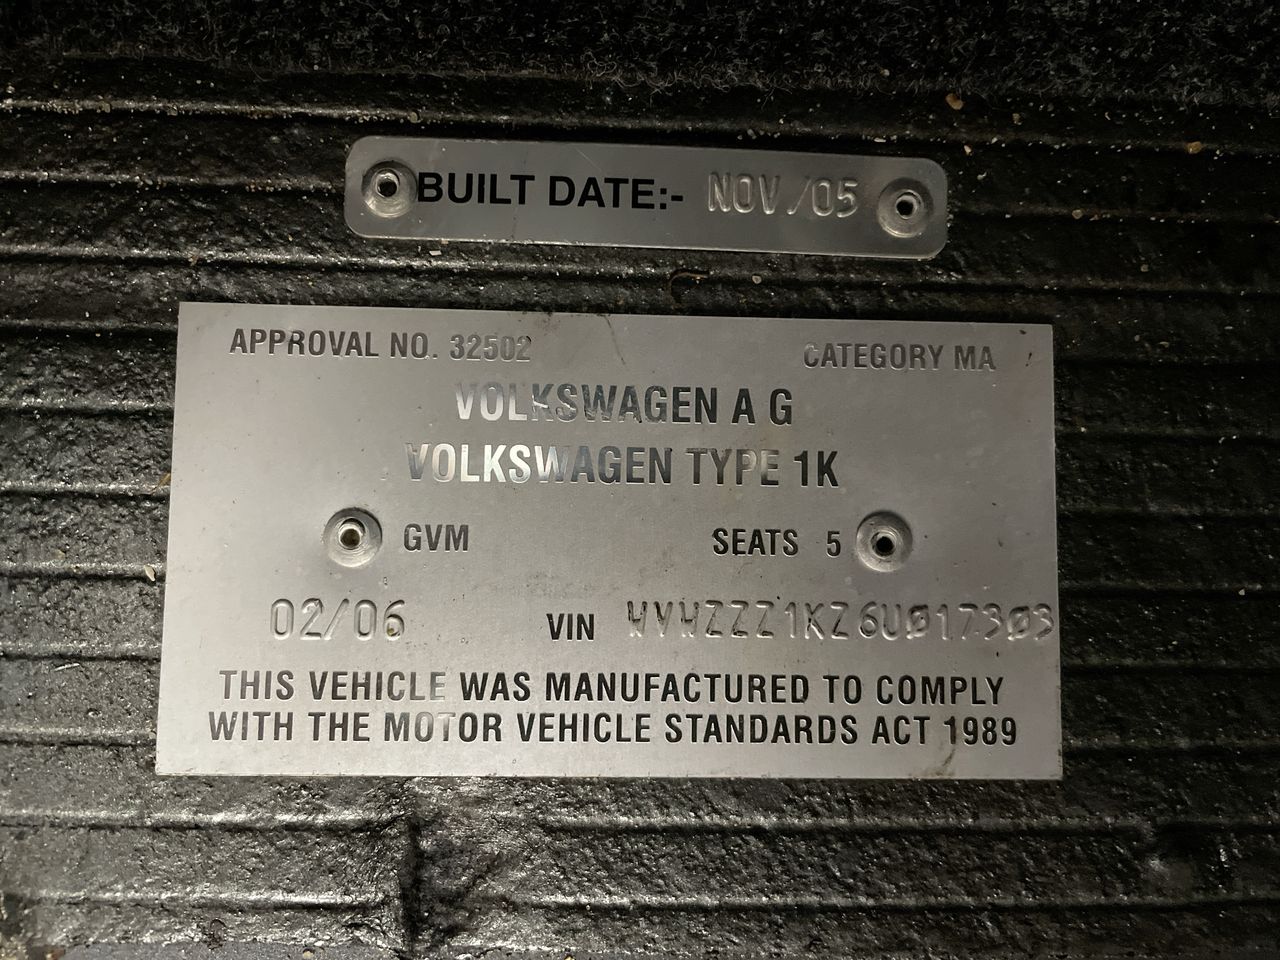 BUILT DATE:- NOV/05
APPROVAL NO. 32502 CATEGORY MA
VOLKSWAGEN A G
VOLKSWAGEN TYPE 1K
GVM SEATS 5
02/06 VIN WVWZZZ1KZ6U017303
THIS VEHICLE WAS MANUFACTURED TO COMPLY
WITH THE MOTOR VEHICLE STANDARDS ACT 1989